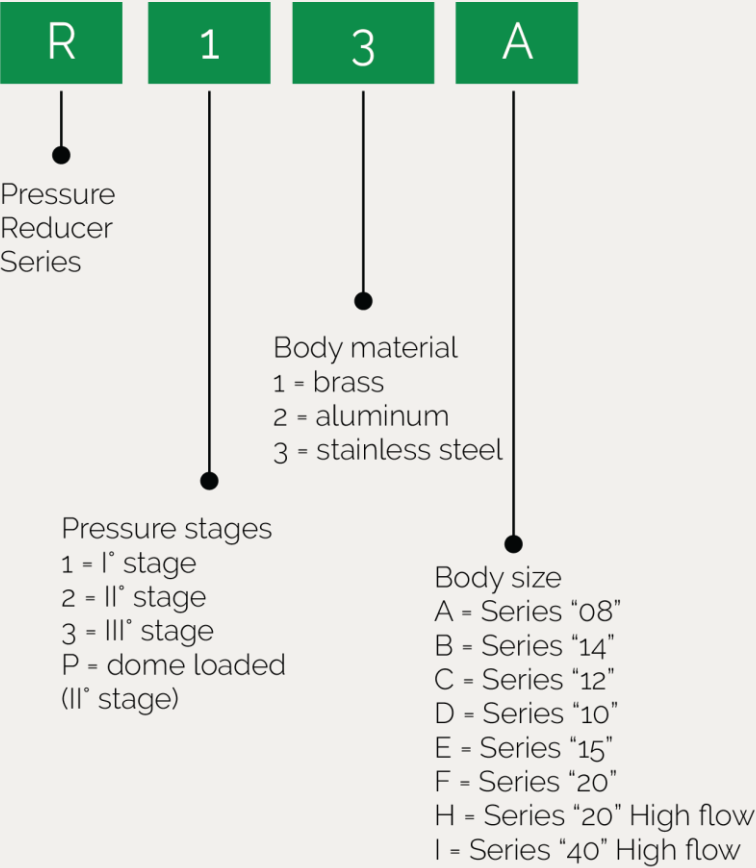 R 1 3 A
Pressure
Reducer
Series
Body material
1 = brass
2 = aluminum
3 = stainless steel
Pressure stages
1 = I° stage
2 = II° stage
3 = III° stage
P = dome loaded
(II° stage)
Body size
A = Series “08”
B = Series “14”
C = Series “12”
D = Series “10”
E = Series “15”
F = Series “20”
H = Series “20” High flow
I = Series “40” High flow